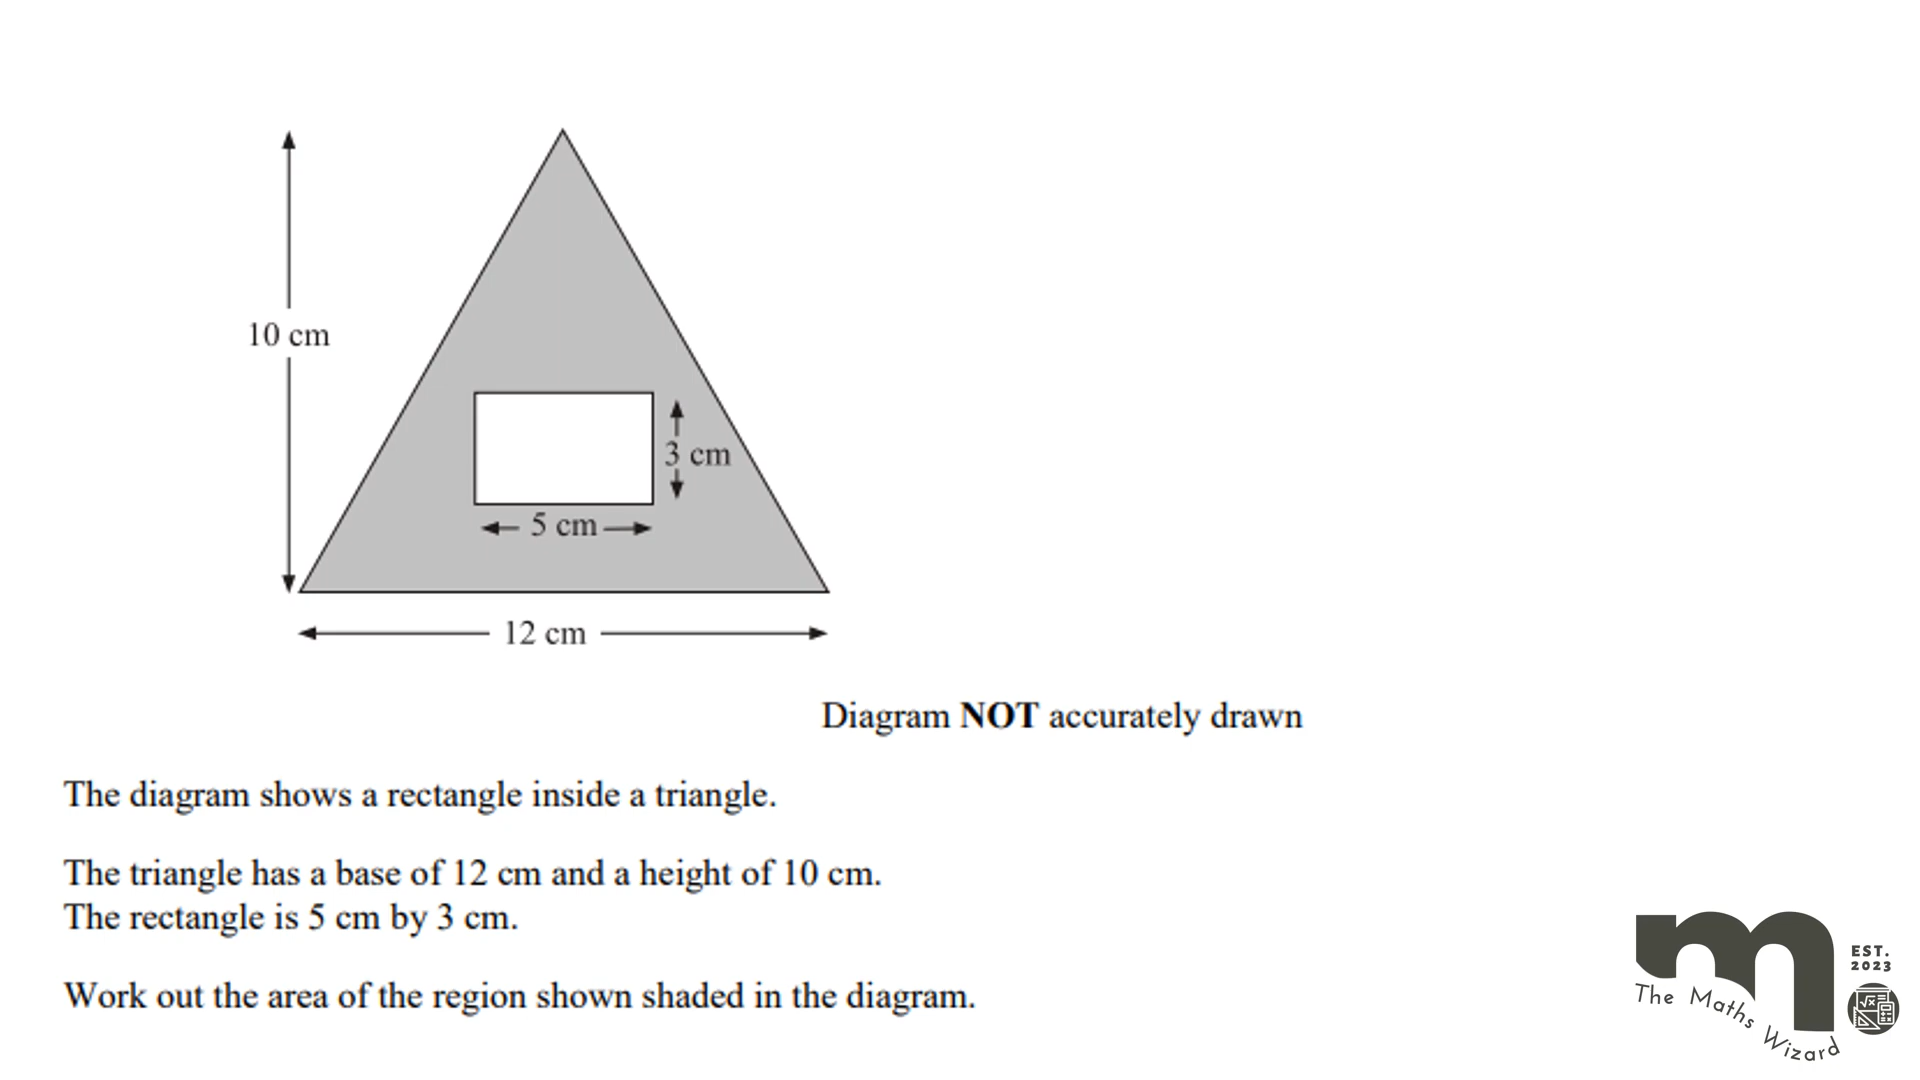 10 cm
3 cm
5 cm
12 cm
Diagram NOT accurately drawn
The diagram shows a rectangle inside a triangle.
The triangle has a base of 12 cm and a height of 10 cm.
The rectangle is 5 cm by 3 cm.
Work out the area of the region shown shaded in the diagram.
m
EST.
2023
√x
The Maths Wizard